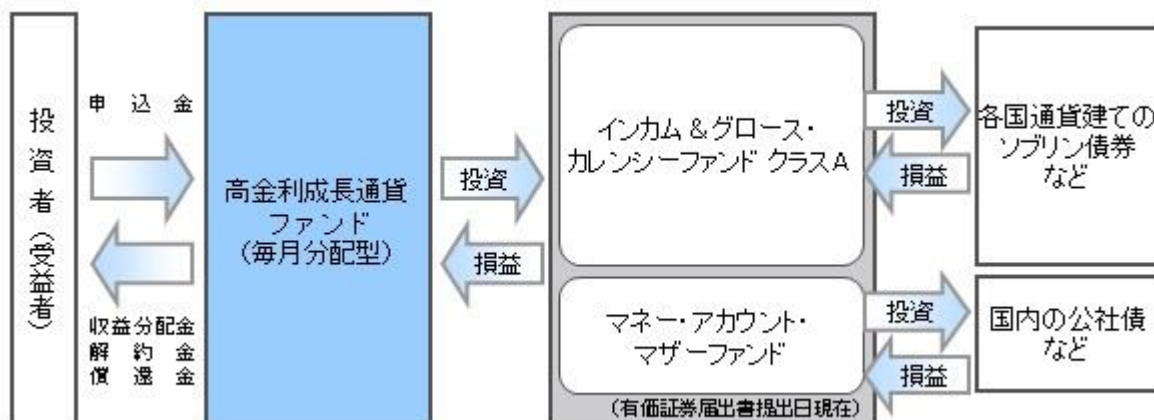 投資者（受益者）
申込金
収益分配金
解約金
償還金
高金利成長通貨
ファンド
（毎月分配型）
投資
損益
インカム＆グロース・
カレンシーファンド クラスA
マネー・アカウント・
マザーファンド
（有価証券届出書提出日現在）
投資
損益
各国通貨建ての
ソブリン債券
など
投資
損益
国内の公社債
など